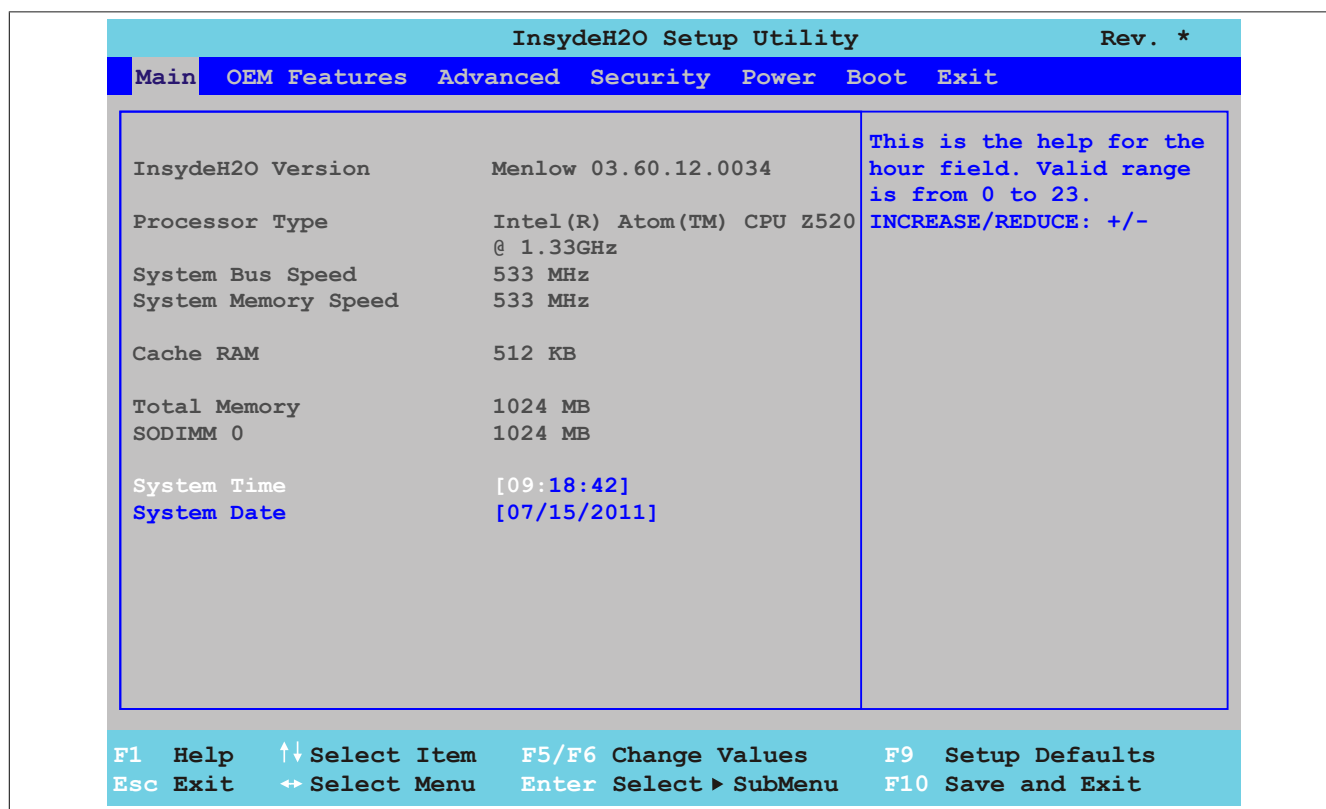 InsydeH2O Setup Utility Rev. *
Main OEM Features Advanced Security Power Boot Exit
This is the help for the
InsydeH2O Version Menlow 03.60.12.0034 hour field. Valid range
is from 0 to 23.
Processor Type Intel(R) Atom(TM) CPU Z520 INCREASE/REDUCE: +/-
@ 1.33GHz
System Bus Speed 533 MHz
System Memory Speed 533 MHz
Cache RAM 512 KB
Total Memory 1024 MB
SODIMM 0 1024 MB
System Time [09:18:42]
System Date [07/15/2011]
F1 Help ↑↓ Select Item F5/F6 Change Values F9 Setup Defaults
Esc Exit ↔ Select Menu Enter Select ▶ SubMenu F10 Save and Exit